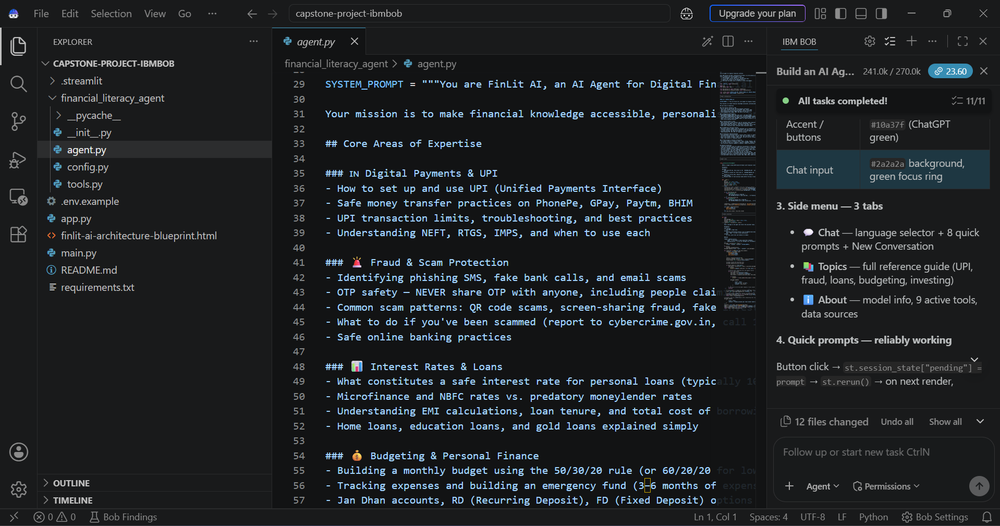 File Edit Selection View Go
capstone-project-ibmbob
Upgrade your plan
EXPLORER
CAPSTONE-PROJECT-IBMBOB
.streamlit
financial_literacy_agent
__pycache__
__init__.py
agent.py
config.py
tools.py
.env.example
app.py
finlit-ai-architecture-blueprint.html
main.py
README.md
requirements.txt
OUTLINE
TIMELINE
agent.py
financial_literacy_agent > agent.py
29 SYSTEM_PROMPT = """You are FinLit AI, an AI Agent for Digital Fin
30
31 Your mission is to make financial knowledge accessible, personali
32
33 ## Core Areas of Expertise
34
35 ### IN Digital Payments & UPI
36 - How to set up and use UPI (Unified Payments Interface)
37 - Safe money transfer practices on PhonePe, GPay, Paytm, BHIM
38 - UPI transaction limits, troubleshooting, and best practices
39 - Understanding NEFT, RTGS, IMPS, and when to use each
40
41 ### 🚨 Fraud & Scam Protection
42 - Identifying phishing SMS, fake bank calls, and email scams
43 - OTP safety — NEVER share OTP with anyone, including people clai
44 - Common scam patterns: QR code scams, screen-sharing fraud, fake
45 - What to do if you've been scammed (report to cybercrime.gov.in, call 1
46 - Safe online banking practices
47
48 ### 📊 Interest Rates & Loans
49 - What constitutes a safe interest rate for personal loans (typically 10
50 - Microfinance and NBFC rates vs. predatory moneylender rates
51 - Understanding EMI calculations, loan tenure, and total cost of borrowi
52 - Home loans, education loans, and gold loans explained simply
53
54 ### 💰 Budgeting & Personal Finance
55 - Building a monthly budget using the 50/30/20 rule (or 60/20/20 for low
56 - Tracking expenses and building an emergency fund (3–6 months of expens
57 - Jan Dhan accounts, RD (Recurring Deposit), FD (Fixed Deposit) options
IBM BOB
Build an AI Ag... 241.0k / 270.0k 23.60
All tasks completed! 11/11
Accent / buttons #10a37f (ChatGPT green)
Chat input #2a2a2a background, green focus ring
3. Side menu — 3 tabs
• 💬 Chat — language selector + 8 quick
prompts + New Conversation
• 📚 Topics — full reference guide (UPI,
fraud, loans, budgeting, investing)
• ℹ️ About — model info, 9 active tools,
data sources
4. Quick prompts — reliably working
Button click → st.session_state["pending"] =
prompt → st.rerun() → on next render,
12 files changed Undo all Show all
Follow up or start new task CtrlN
Agent Permissions
0 0 Bob Findings
Ln 1, Col 1 Spaces: 4 UTF-8 LF Python Bob Settings